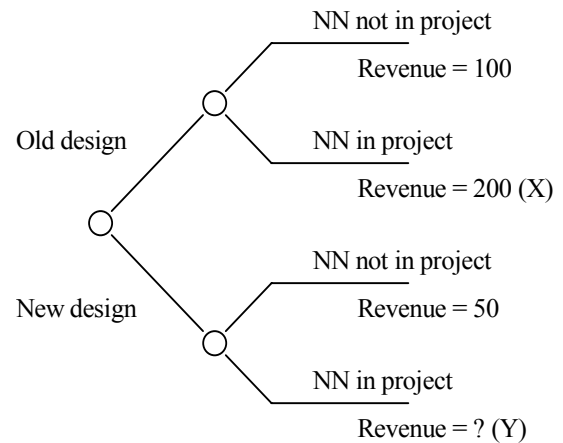 NN not in project
Revenue = 100
Old design
NN in project
Revenue = 200 (X)
NN not in project
New design
Revenue = 50
NN in project
Revenue = ? (Y)